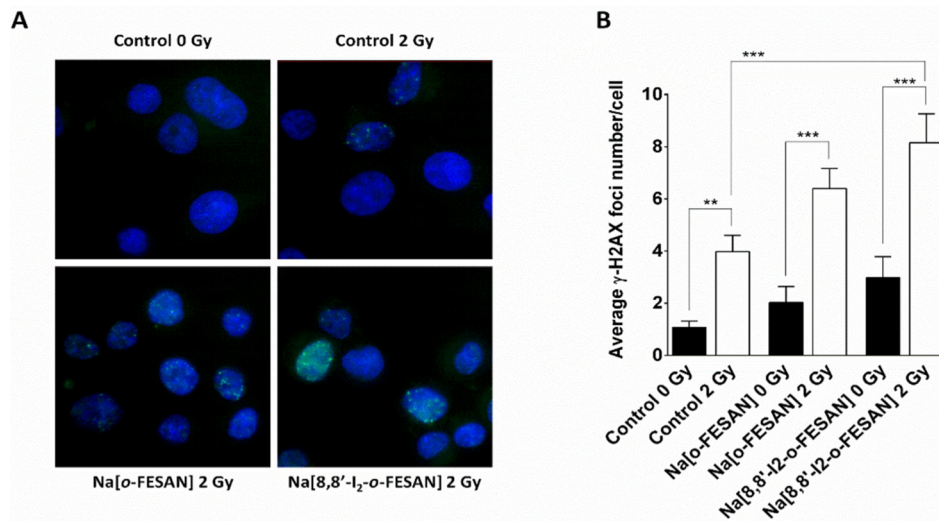 A
Control 0 Gy
Control 2 Gy
Na[o-FESAN] 2 Gy
Na[8,8′-I₂-o-FESAN] 2 Gy
B
Average γ-H2AX foci number/cell
10
8
6
4
2
0
**
***
***
***
Control 0 Gy
Control 2 Gy
Na[o-FESAN] 0 Gy
Na[o-FESAN] 2 Gy
Na[8,8'-I2-o-FESAN] 0 Gy
Na[8,8'-I2-o-FESAN] 2 Gy